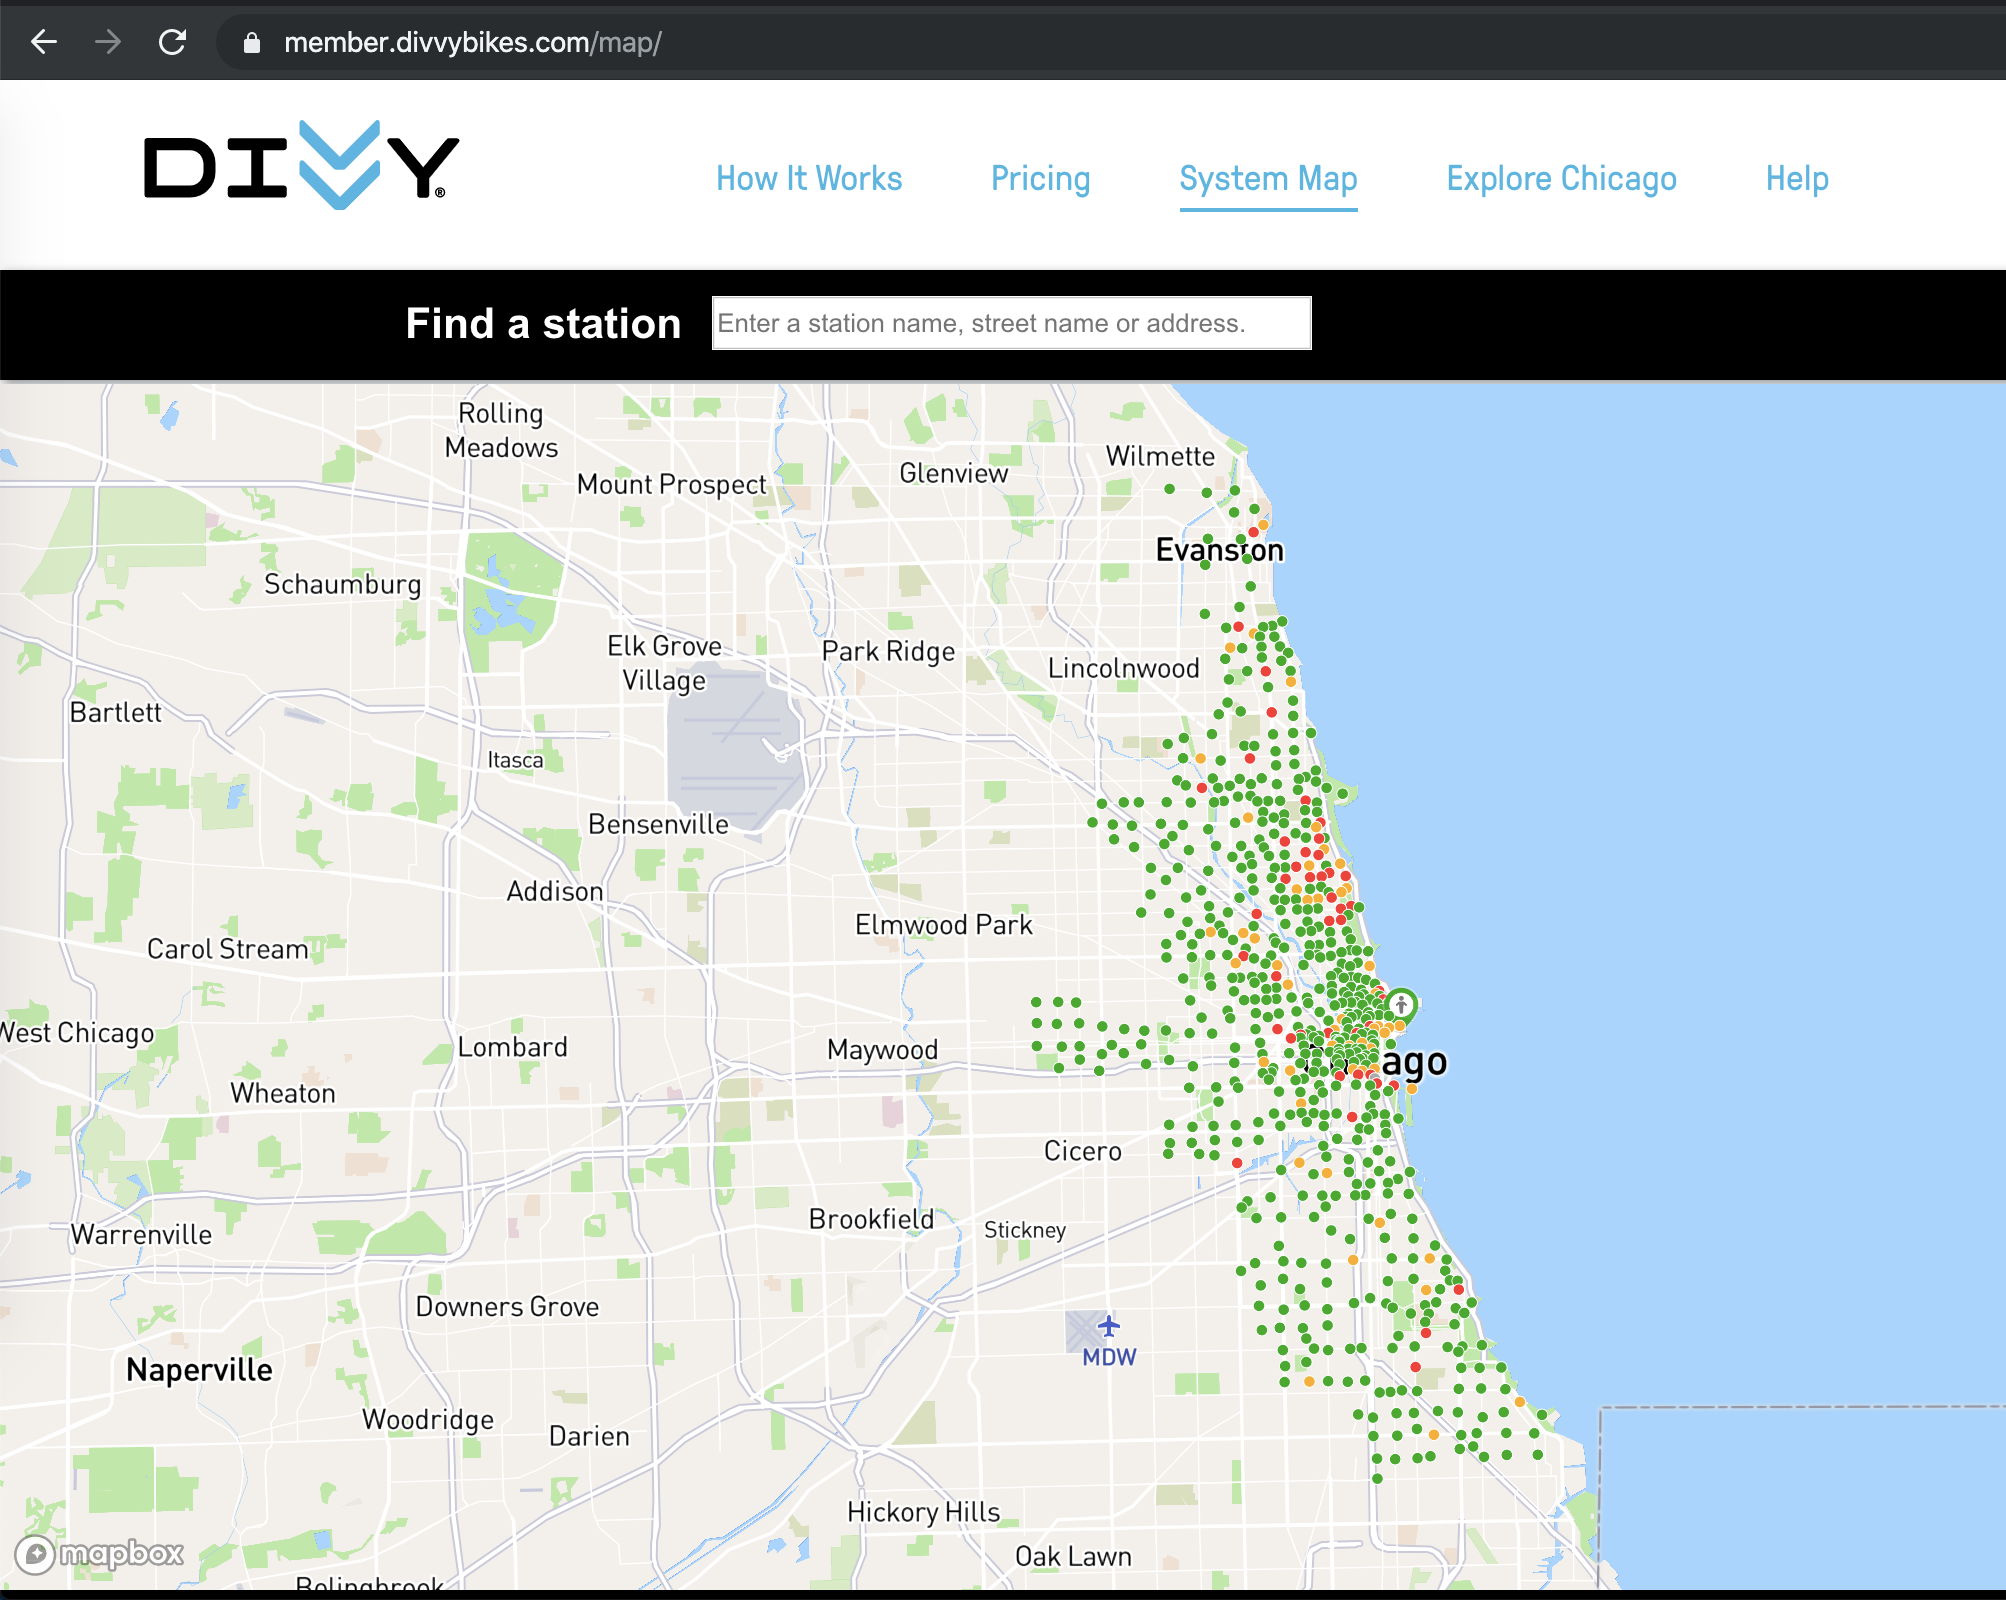 member.divvybikes.com/map/
DIVVY®
How It Works
Pricing
System Map
Explore Chicago
Help
Find a station
Enter a station name, street name or address.
Rolling
Meadows
Wilmette
Glenview
Mount Prospect
Evanston
Schaumburg
Elk Grove
Village
Park Ridge
Lincolnwood
Bartlett
Itasca
Bensenville
Addison
Elmwood Park
Carol Stream
West Chicago
Lombard
Maywood
ago
Wheaton
Cicero
Brookfield
Stickney
Warrenville
Downers Grove
MDW
Naperville
Woodridge
Darien
Hickory Hills
mapbox
Oak Lawn
Bolingbrook